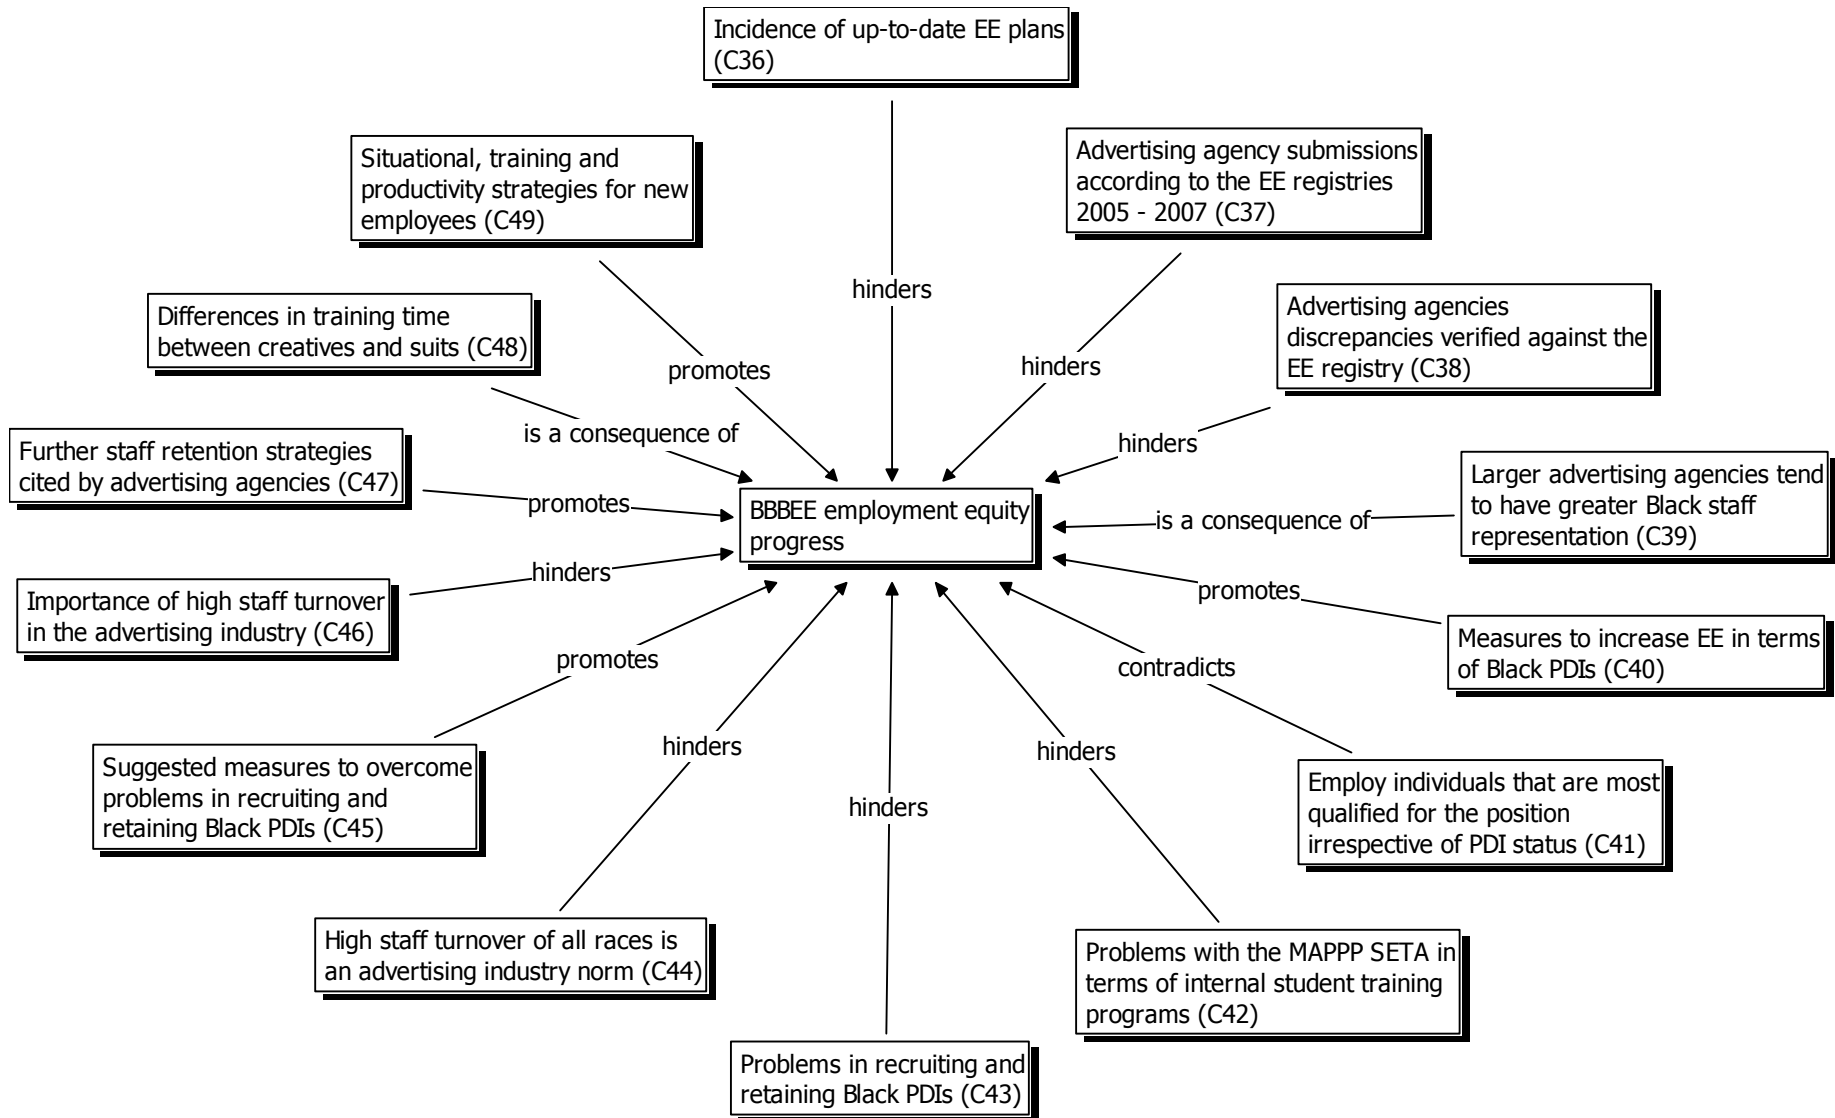 Incidence of up-to-date EE plans
(C36)
Situational, training and
productivity strategies for new
employees (C49)
Advertising agency submissions
according to the EE registries
2005 - 2007 (C37)
hinders
Differences in training time
between creatives and suits (C48)
Advertising agencies
discrepancies verified against the
EE registry (C38)
promotes
hinders
is a consequence of
hinders
Further staff retention strategies
cited by advertising agencies (C47)
promotes
BBBEE employment equity
progress
is a consequence of
Larger advertising agencies tend
to have greater Black staff
representation (C39)
hinders
Importance of high staff turnover
in the advertising industry (C46)
promotes
Measures to increase EE in terms
of Black PDIs (C40)
promotes
contradicts
Suggested measures to overcome
problems in recruiting and
retaining Black PDIs (C45)
hinders
hinders
hinders
Employ individuals that are most
qualified for the position
irrespective of PDI status (C41)
High staff turnover of all races is
an advertising industry norm (C44)
Problems with the MAPPP SETA in
terms of internal student training
programs (C42)
Problems in recruiting and
retaining Black PDIs (C43)